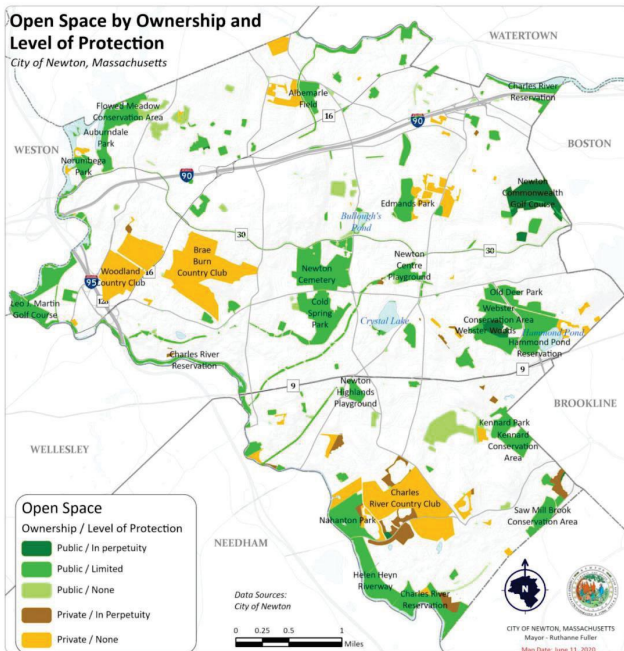 Open Space by Ownership and
Level of Protection
City of Newton, Massachusetts
WATERTOWN
Charles River
Reservation
Albemarle
Field
16
90
Flowed Meadow
Conservation Area
Auburndale
Park
WESTON
Norumbega
Park
BOSTON
90
Newton
Commonwealth
Golf Course
Edmands Park
Bullough's
Pond
30
30
Brae
Burn
Country Club
Newton
Cemetery
Newton
Centre
Playground
Woodland
Country Club
16
95
128
Leo J. Martin
Golf Course
Cold
Spring
Park
Crystal Lake
Old Deer Park
Webster
Conservation Area
Webster Woods
Hammond Pond
Hammond Pond
Reservation
Charles River
Reservation
9
9
Newton
Highlands
Playground
BROOKLINE
WELLESLEY
Kennard Park
Kennard
Conservation
Area
Charles
River Country Club
Nahanton Park
Saw Mill Brook
Conservation Area
NEEDHAM
Helen Heyn
Riverway
Charles River
Reservation
Open Space
Ownership / Level of Protection
Public / In perpetuity
Public / Limited
Public / None
Private / In Perpetuity
Private / None
Data Sources:
City of Newton
0 0.25 0.5 1
Miles
CITY OF NEWTON, MASSACHUSETTS
Mayor - Ruthanne Fuller
Map Date: June 11, 2020